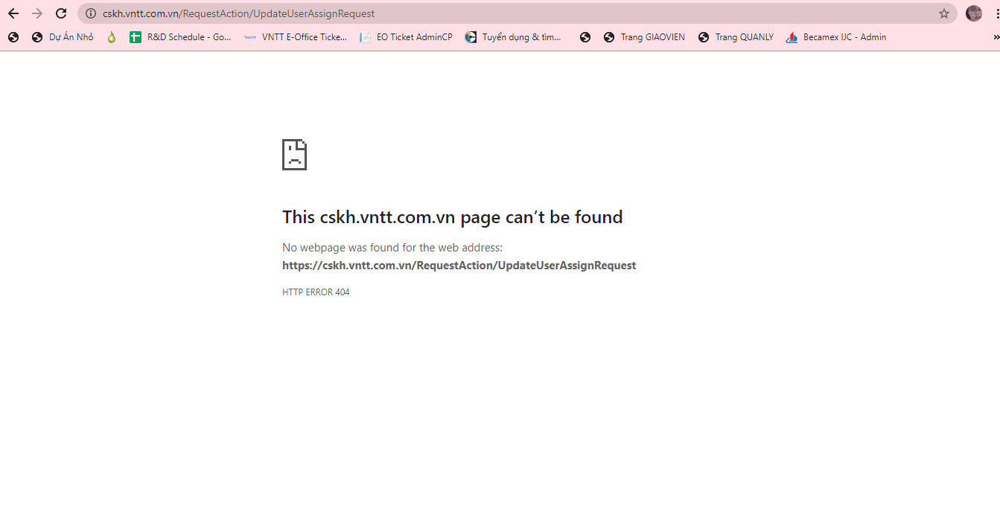 cskh.vntt.com.vn/RequestAction/UpdateUserAssignRequest
Dự Án Nhỏ R&D Schedule - Go... VNTT VNTT E-Office Ticke... EO Ticket AdminCP Tuyển dụng & tìm... Trang GIAOVIEN Trang QUANLY Becamex IJC - Admin »
This cskh.vntt.com.vn page can’t be found
No webpage was found for the web address:
https://cskh.vntt.com.vn/RequestAction/UpdateUserAssignRequest
HTTP ERROR 404